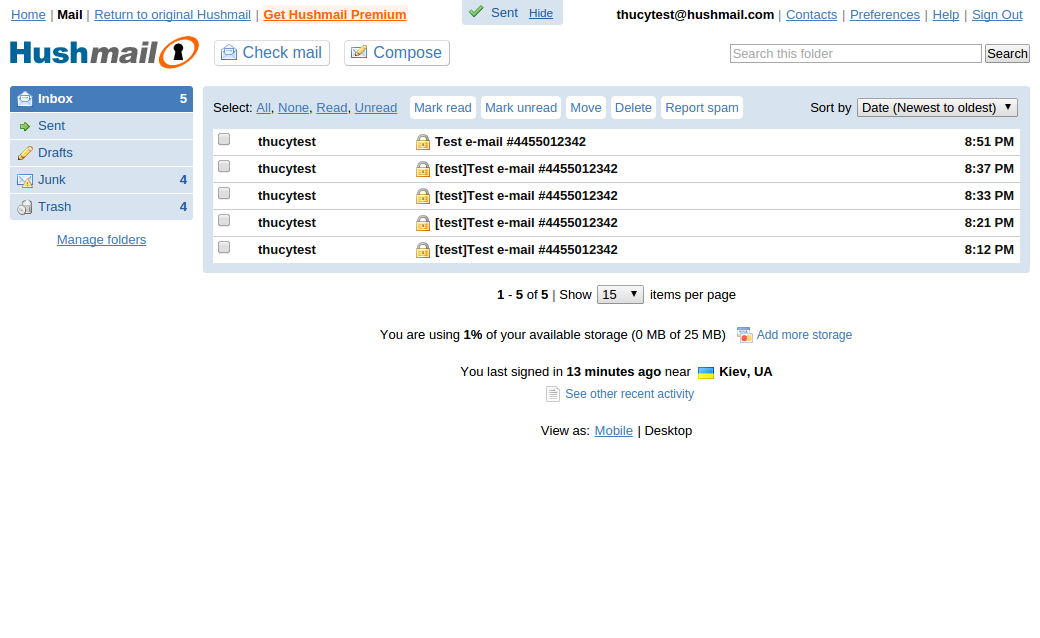 Home | Mail | Return to original Hushmail | Get Hushmail Premium
Sent Hide
thucytest@hushmail.com | Contacts | Preferences | Help | Sign Out
Hushmail
Check mail
Compose
Search this folder
Search
Inbox 5
Sent
Drafts
Junk 4
Trash 4
Manage folders
Select: All, None, Read, Unread Mark read Mark unread Move Delete Report spam Sort by Date (Newest to oldest)
thucytest Test e-mail #4455012342 8:51 PM
thucytest [test]Test e-mail #4455012342 8:37 PM
thucytest [test]Test e-mail #4455012342 8:33 PM
thucytest [test]Test e-mail #4455012342 8:21 PM
thucytest [test]Test e-mail #4455012342 8:12 PM
1 - 5 of 5 | Show 15 items per page
You are using 1% of your available storage (0 MB of 25 MB) Add more storage
You last signed in 13 minutes ago near Kiev, UA
See other recent activity
View as: Mobile | Desktop